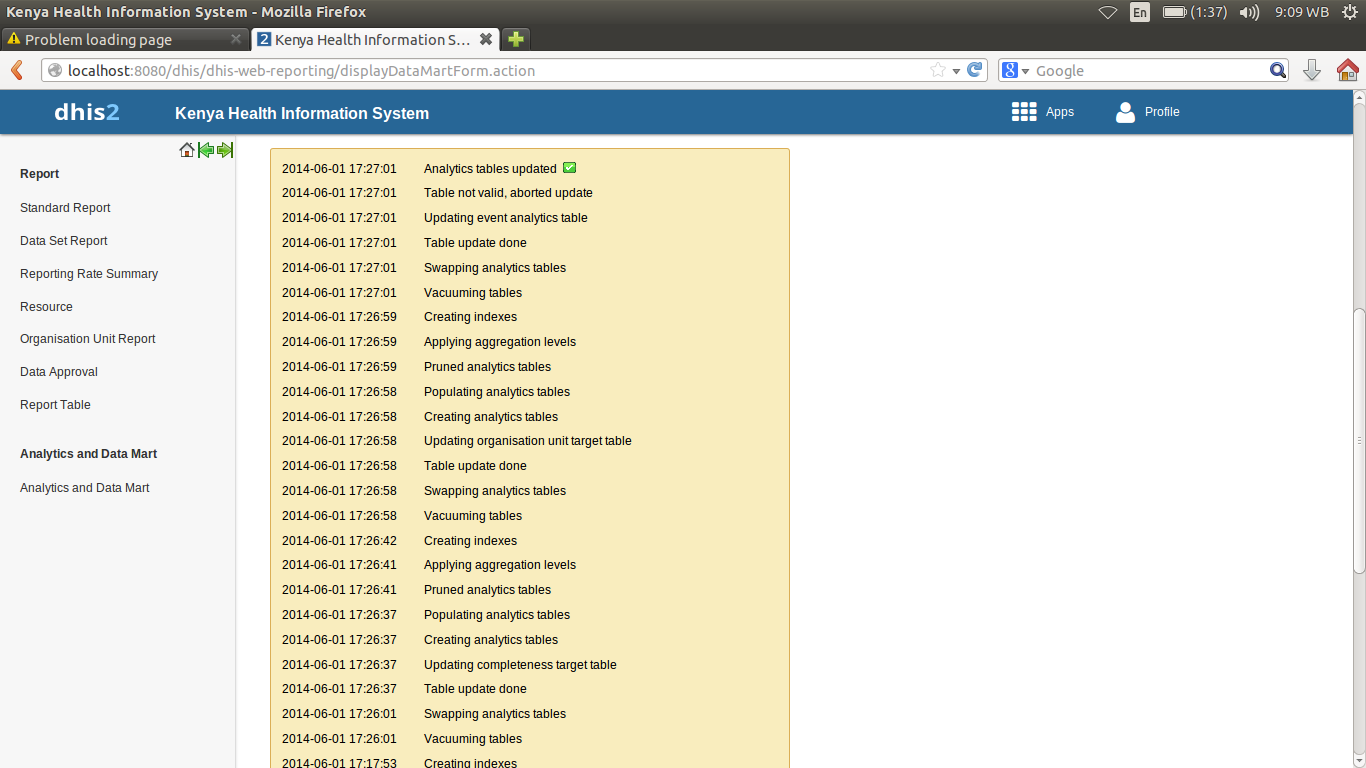 Kenya Health Information System - Mozilla Firefox
En (1:37) 9:09 WB
Problem loading page
2 Kenya Health Information S...
localhost:8080/dhis/dhis-web-reporting/displayDataMartForm.action
Google
dhis2 Kenya Health Information System Apps Profile
Report
Standard Report
Data Set Report
Reporting Rate Summary
Resource
Organisation Unit Report
Data Approval
Report Table
Analytics and Data Mart
Analytics and Data Mart
2014-06-01 17:27:01 Analytics tables updated
2014-06-01 17:27:01 Table not valid, aborted update
2014-06-01 17:27:01 Updating event analytics table
2014-06-01 17:27:01 Table update done
2014-06-01 17:27:01 Swapping analytics tables
2014-06-01 17:27:01 Vacuuming tables
2014-06-01 17:26:59 Creating indexes
2014-06-01 17:26:59 Applying aggregation levels
2014-06-01 17:26:59 Pruned analytics tables
2014-06-01 17:26:58 Populating analytics tables
2014-06-01 17:26:58 Creating analytics tables
2014-06-01 17:26:58 Updating organisation unit target table
2014-06-01 17:26:58 Table update done
2014-06-01 17:26:58 Swapping analytics tables
2014-06-01 17:26:58 Vacuuming tables
2014-06-01 17:26:42 Creating indexes
2014-06-01 17:26:41 Applying aggregation levels
2014-06-01 17:26:41 Pruned analytics tables
2014-06-01 17:26:37 Populating analytics tables
2014-06-01 17:26:37 Creating analytics tables
2014-06-01 17:26:37 Updating completeness target table
2014-06-01 17:26:37 Table update done
2014-06-01 17:26:01 Swapping analytics tables
2014-06-01 17:26:01 Vacuuming tables
2014-06-01 17:17:53 Creating indexes